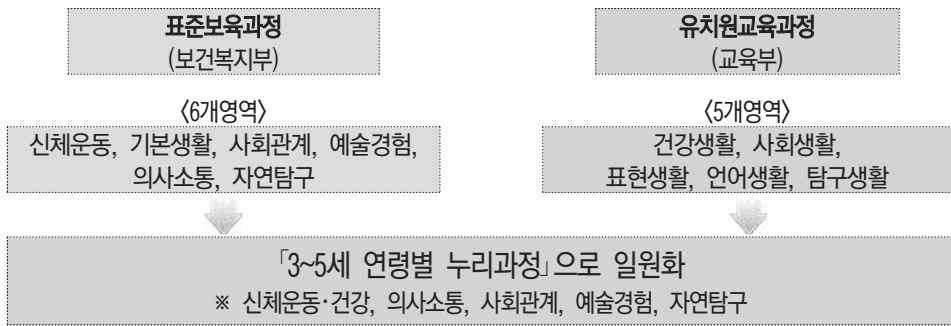 표준보육과정
(보건복지부)
유치원교육과정
(교육부)
〈6개영역〉
신체운동, 기본생활, 사회관계, 예술경험,
의사소통, 자연탐구
〈5개영역〉
건강생활, 사회생활,
표현생활, 언어생활, 탐구생활
「3~5세 연령별 누리과정」으로 일원화
※ 신체운동·건강, 의사소통, 사회관계, 예술경험, 자연탐구